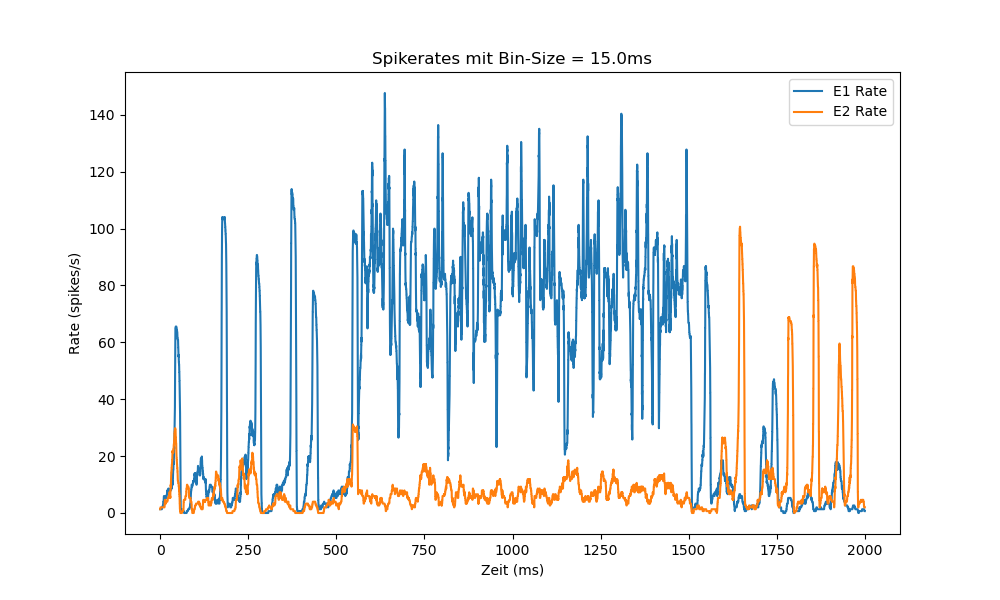 Spikerates mit Bin-Size = 15.0ms
E1 Rate
E2 Rate
Rate (spikes/s)
140
120
100
80
60
40
20
0
0 250 500 750 1000 1250 1500 1750 2000
Zeit (ms)